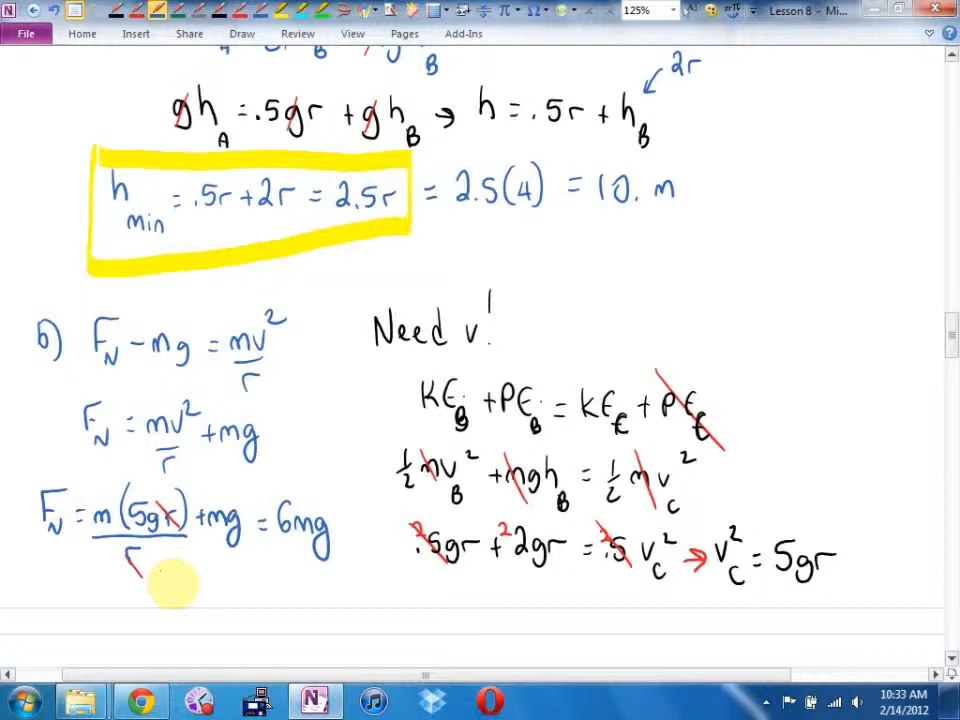 125% Lesson 8 – Mi...
File Home Insert Share Draw Review View Pages Add-Ins
B
2r
gh_A = .5gr + gh_B → h = .5r + h_B
h_min = .5r + 2r = 2.5r = 2.5(4) = 10. m
b) F_N - mg = mv²/r
Need v!
F_N = mv²/r + mg
KE_B + PE_B = KE_C + PE_C
½mv_B² + mgh_B = ½mv_C²
F_N = m(5gr)/r + mg = 6mg
.5gr + 2gr = .5 v_C² → v_C² = 5gr
2 2 2
10:33 AM
2/14/2012